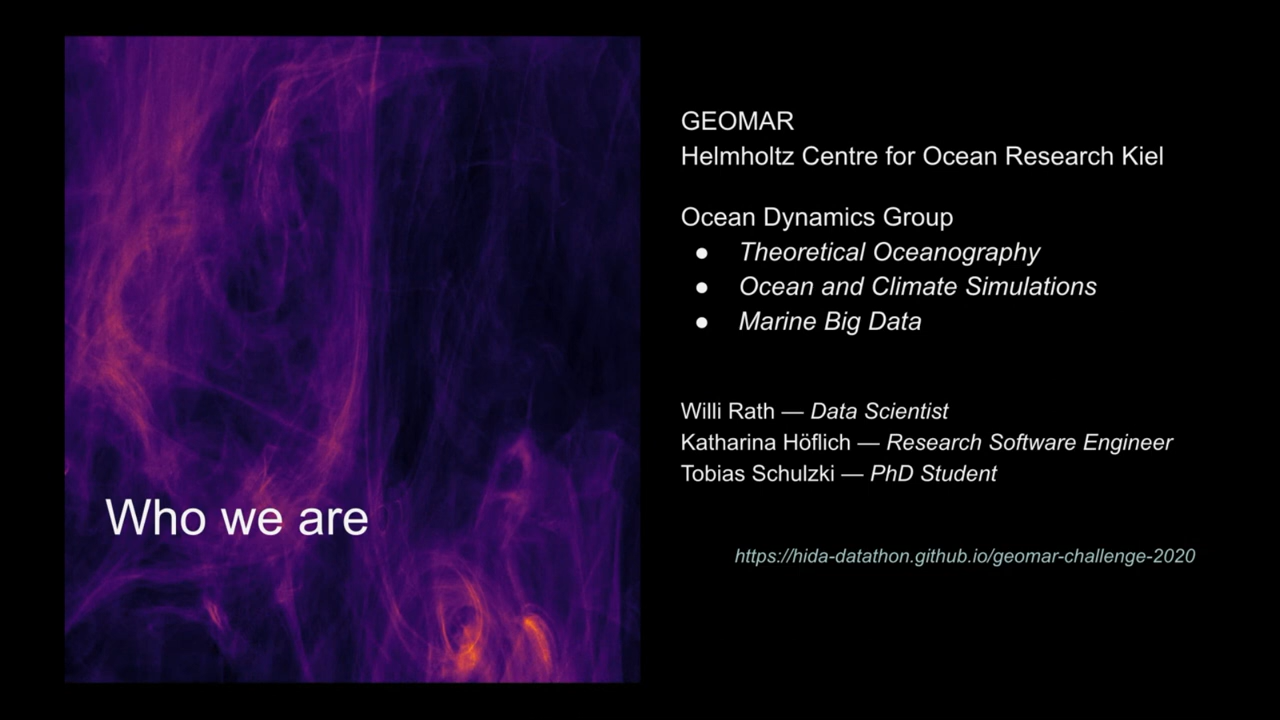 Who we are
GEOMAR
Helmholtz Centre for Ocean Research Kiel
Ocean Dynamics Group
● Theoretical Oceanography
● Ocean and Climate Simulations
● Marine Big Data
Willi Rath — Data Scientist
Katharina Höflich — Research Software Engineer
Tobias Schulzki — PhD Student
https://hida-datathon.github.io/geomar-challenge-2020